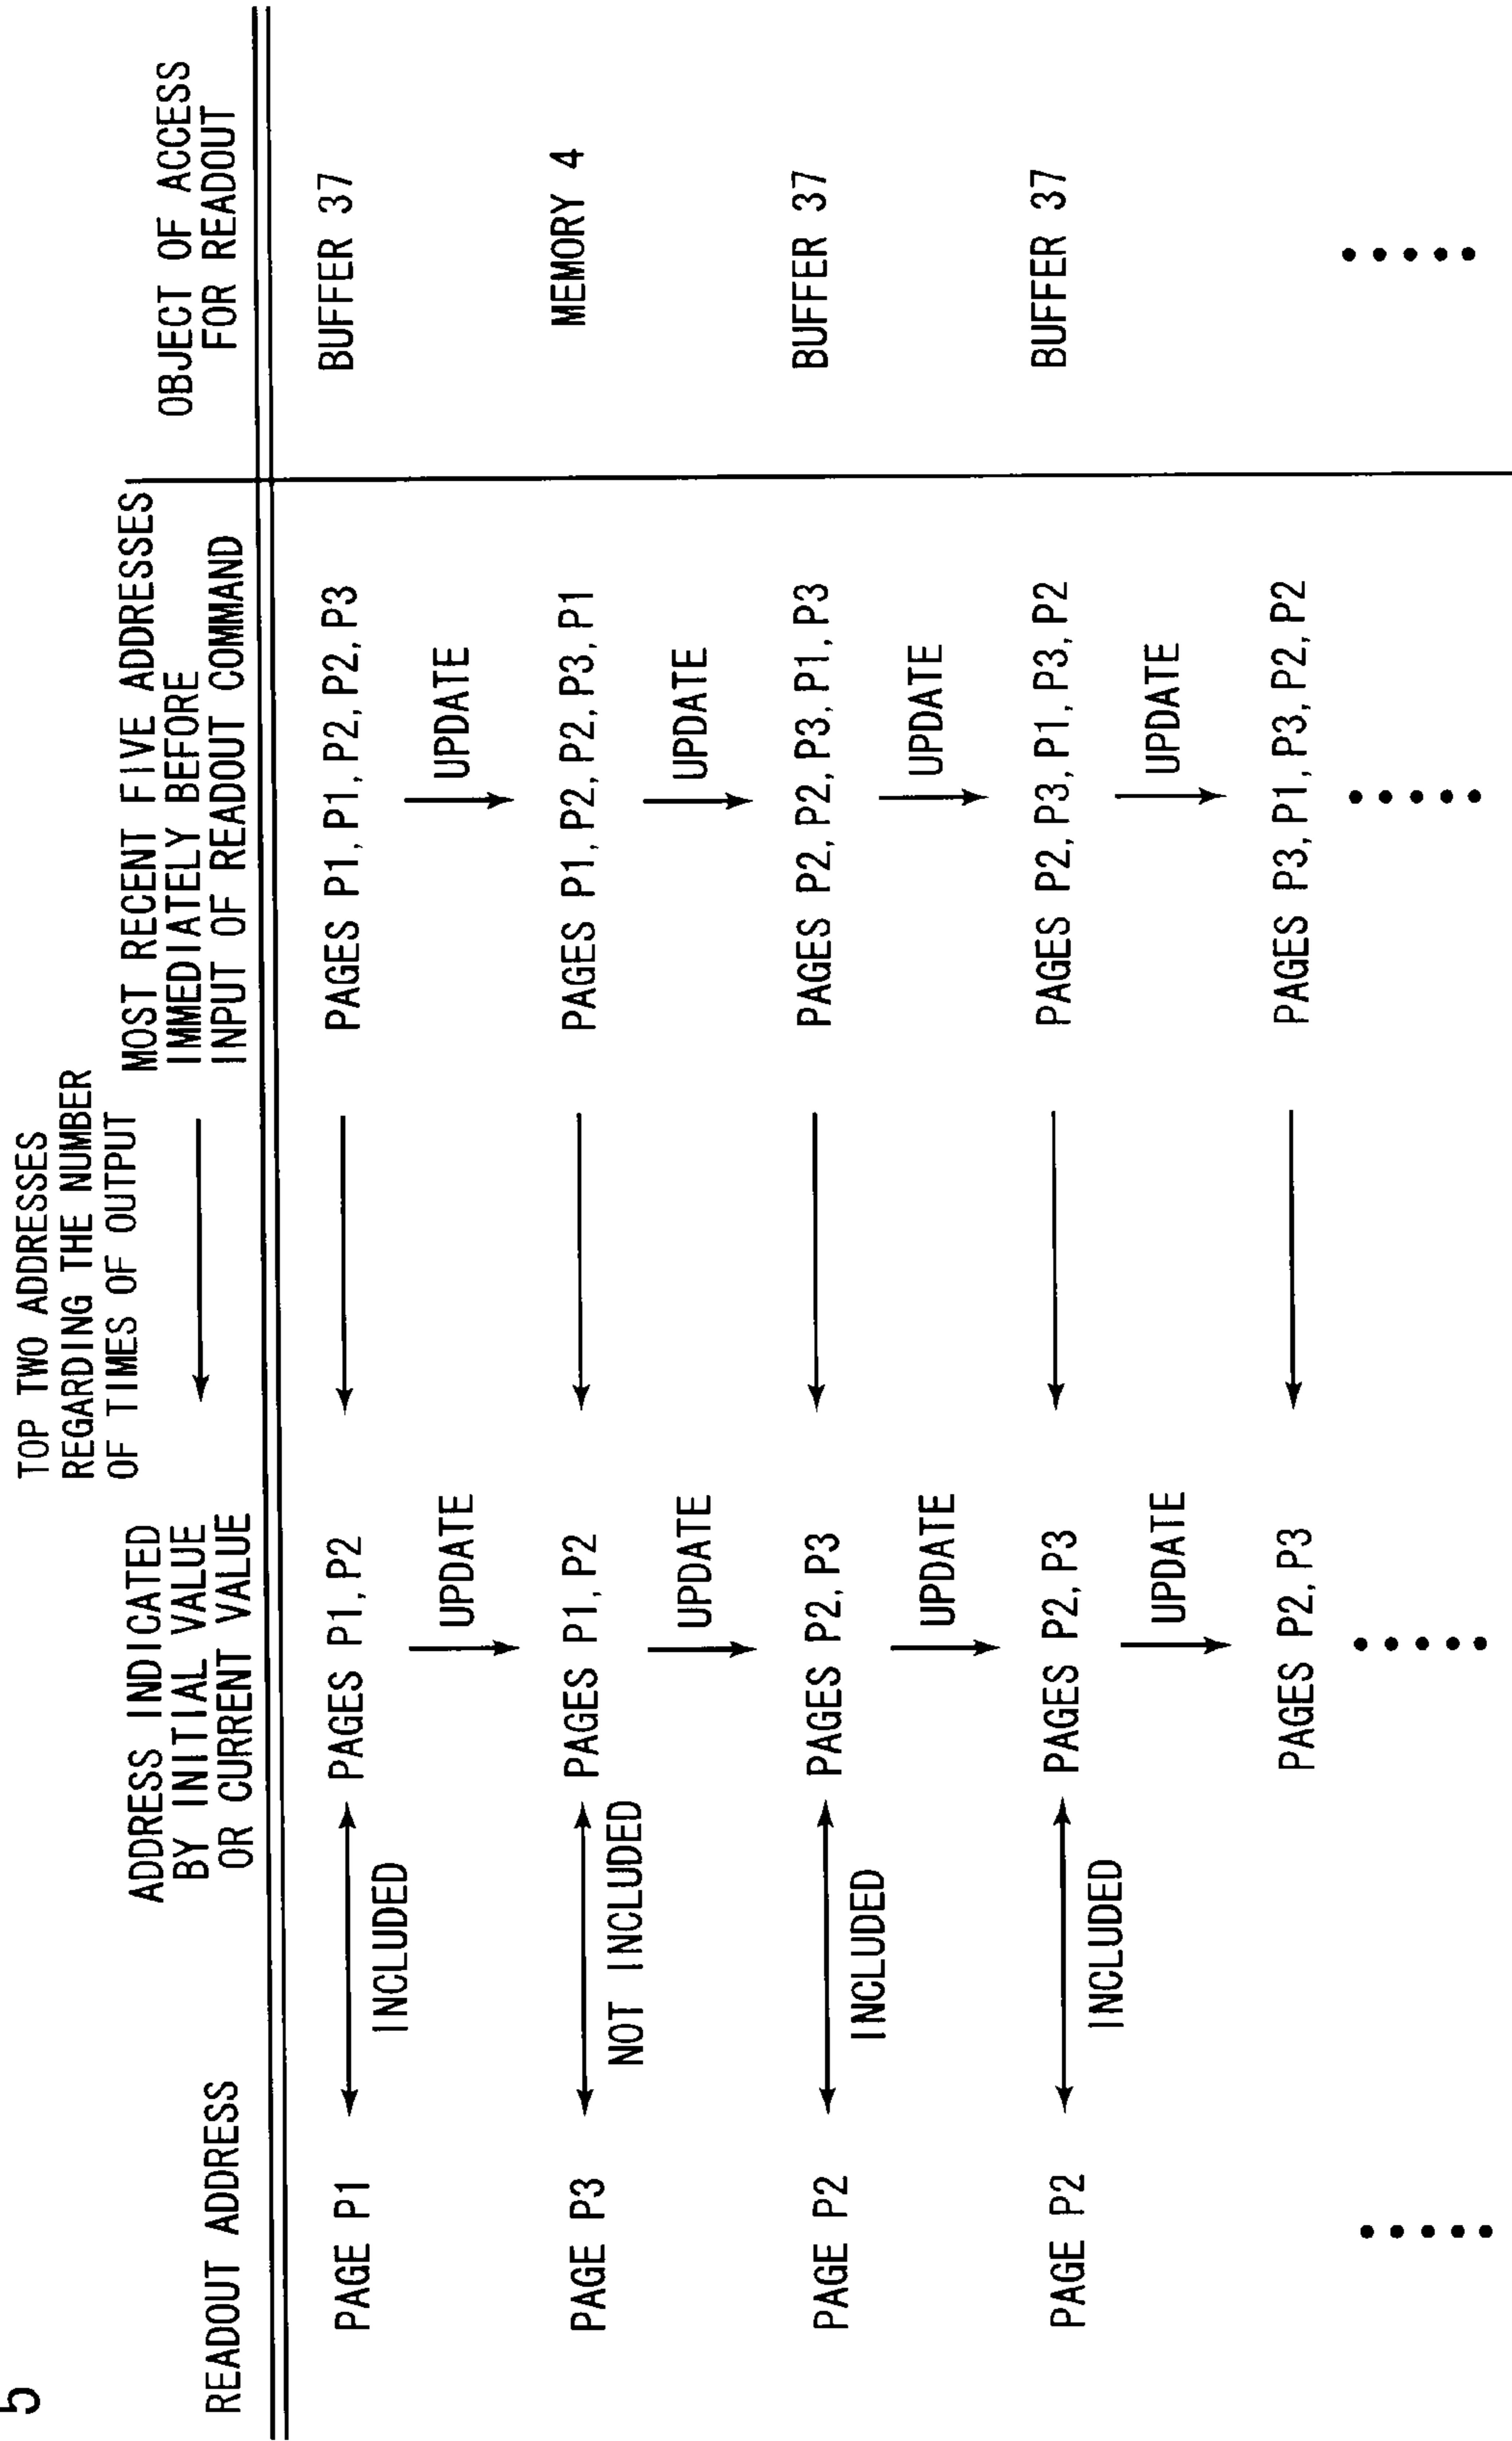 5
TOP TWO ADDRESSES
REGARDING THE NUMBER
OF TIMES OF OUTPUT
READOUT ADDRESS
ADDRESS INDICATED
BY INITIAL VALUE
OR CURRENT VALUE
MOST RECENT FIVE ADDRESSES
IMMEDIATELY BEFORE
INPUT OF READOUT COMMAND
OBJECT OF ACCESS
FOR READOUT
PAGE P1
INCLUDED
PAGES P1, P2
PAGES P1, P1, P2, P2, P3
BUFFER 37
UPDATE
UPDATE
PAGE P3
NOT INCLUDED
PAGES P1, P2
PAGES P1, P2, P2, P3, P1
MEMORY 4
UPDATE
UPDATE
PAGE P2
INCLUDED
PAGES P2, P3
PAGES P2, P2, P3, P1, P3
BUFFER 37
UPDATE
UPDATE
PAGE P2
INCLUDED
PAGES P2, P3
PAGES P2, P3, P1, P3, P2
BUFFER 37
UPDATE
UPDATE
PAGES P2, P3
PAGES P3, P1, P3, P2, P2